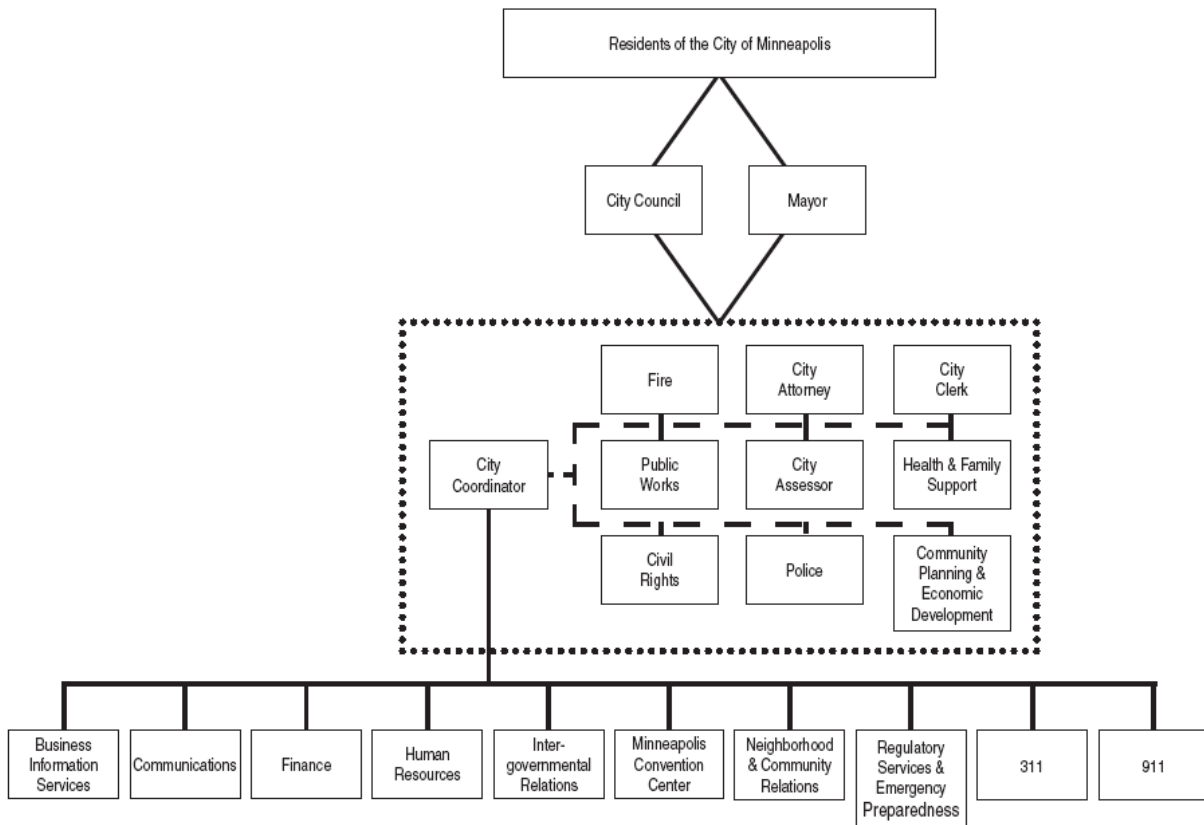 Residents of the City of Minneapolis
City Council
Mayor
Fire
City
Attorney
City
Clerk
City
Coordinator
Public
Works
City
Assessor
Health & Family
Support
Civil
Rights
Police
Community
Planning &
Economic
Development
Business
Information
Services
Communications
Finance
Human
Resources
Inter-
governmental
Relations
Minneapolis
Convention
Center
Neighborhood
& Community
Relations
Regulatory
Services &
Emergency
Preparedness
311
911